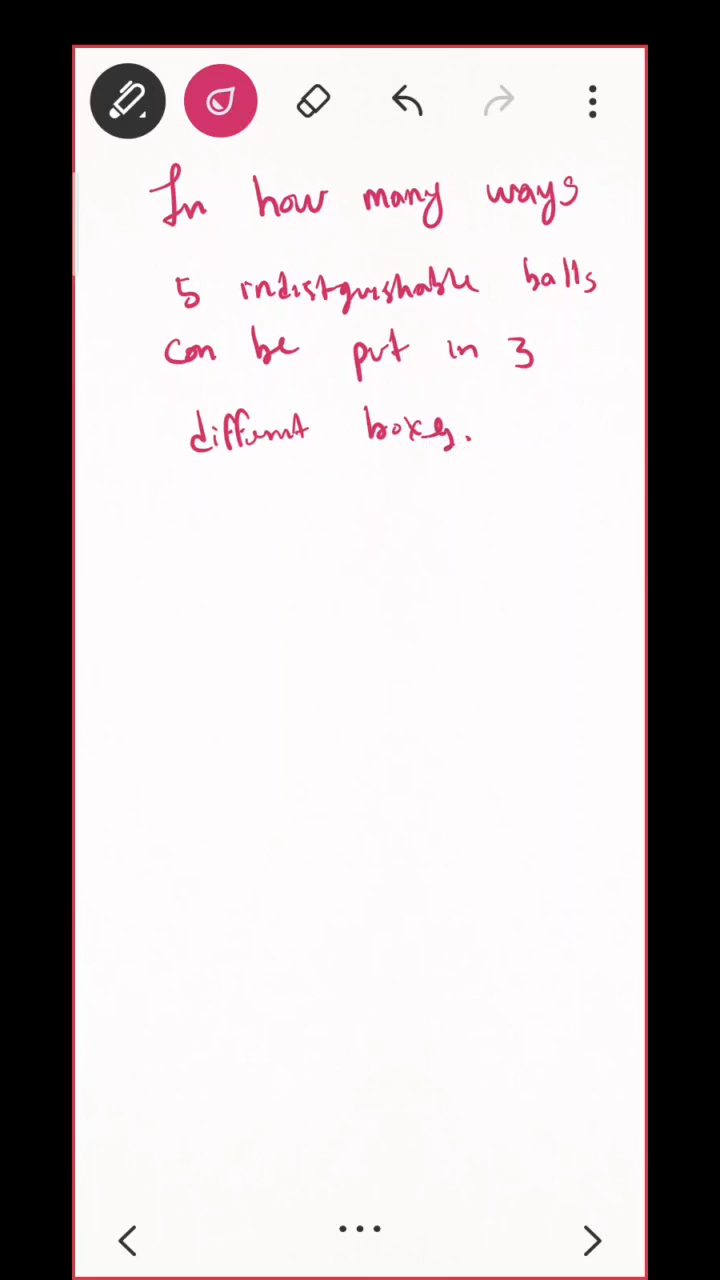 In how many ways
5 indistguishable balls
can be put in 3
different boxes.